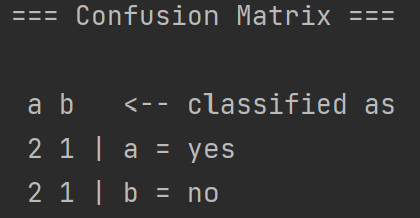 === Confusion Matrix ===
a b   <-- classified as
2 1 | a = yes
2 1 | b = no